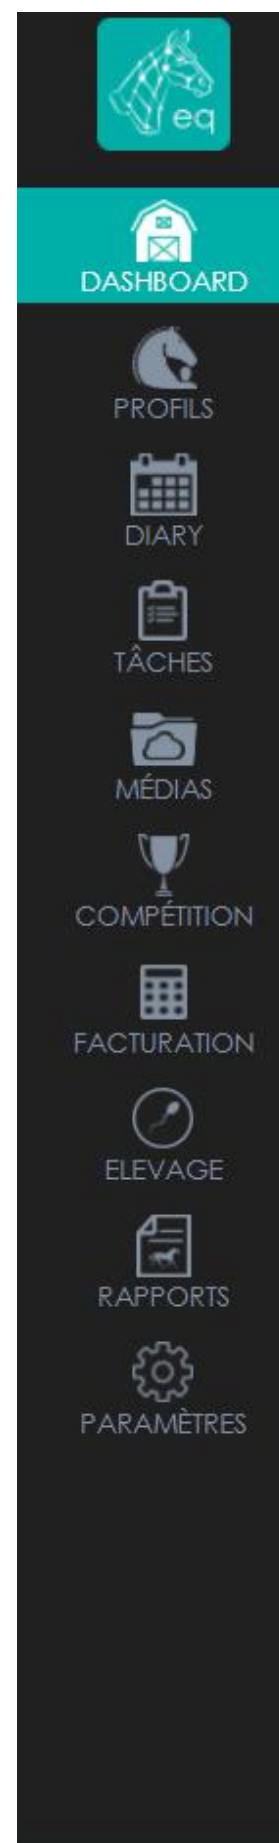 eq
DASHBOARD
PROFILS
DIARY
TÂCHES
MÉDIAS
COMPÉTITION
FACTURATION
ELEVAGE
RAPPORTS
PARAMÈTRES